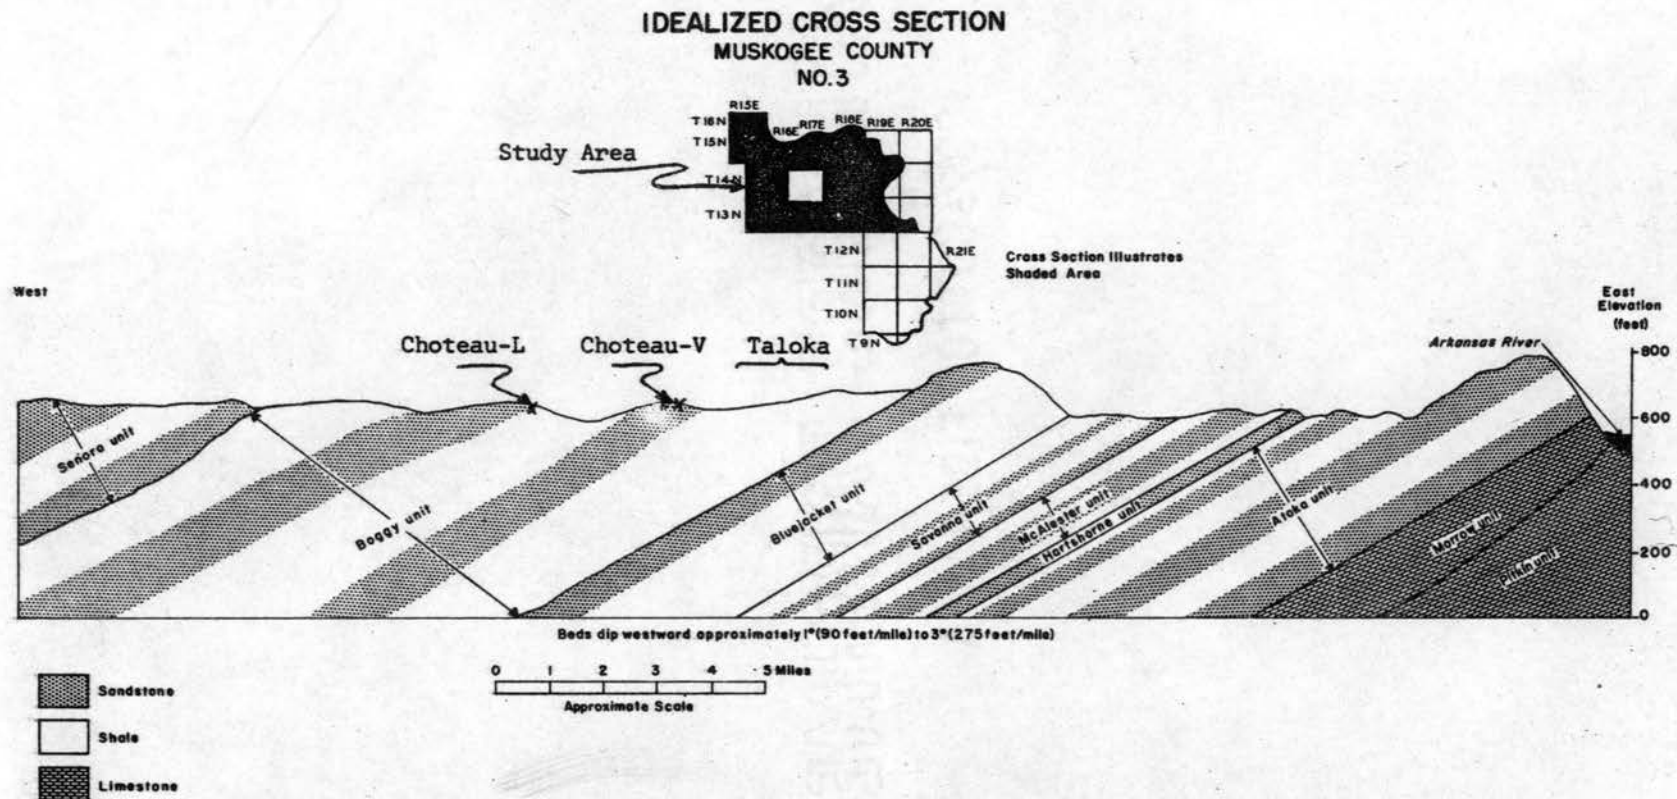 IDEALIZED CROSS SECTION
MUSKOGEE COUNTY
NO.3
R15E
T16N
R16E R17E R18E R19E R20E
T15N
Study Area
T14N
T13N
T12N
R21E
Cross Section Illustrates
Shaded Area
T11N
T10N
T9N
West
East
Elevation
(feet)
Arkansas River
Choteau-L
Choteau-V
Taloka
800
600
400
200
0
Senora unit
Boggy unit
Bluejacket unit
Savanna unit
McAlester unit
Hartshorne unit
Atoka unit
Morrow unit
Pitkin unit
Beds dip westward approximately 1° (90 feet/mile) to 3° (275 feet/mile)
0 1 2 3 4 5 Miles
Approximate Scale
Sandstone
Shale
Limestone